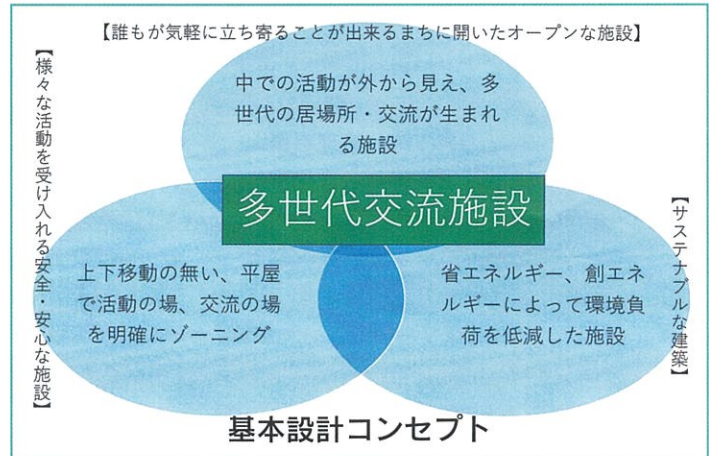 【誰もが気軽に立ち寄ることが出来るまちに開いたオープンな施設】
中での活動が外から見え、多
世代の居場所・交流が生まれ
る施設
多世代交流施設
【様々な活動を受け入れる安全・安心な施設】
上下移動の無い、平屋
で活動の場、交流の場
を明確にゾーニング
省エネルギー、創エネ
ルギーによって環境負
荷を低減した施設
【サステナブルな建築】
基本設計コンセプト